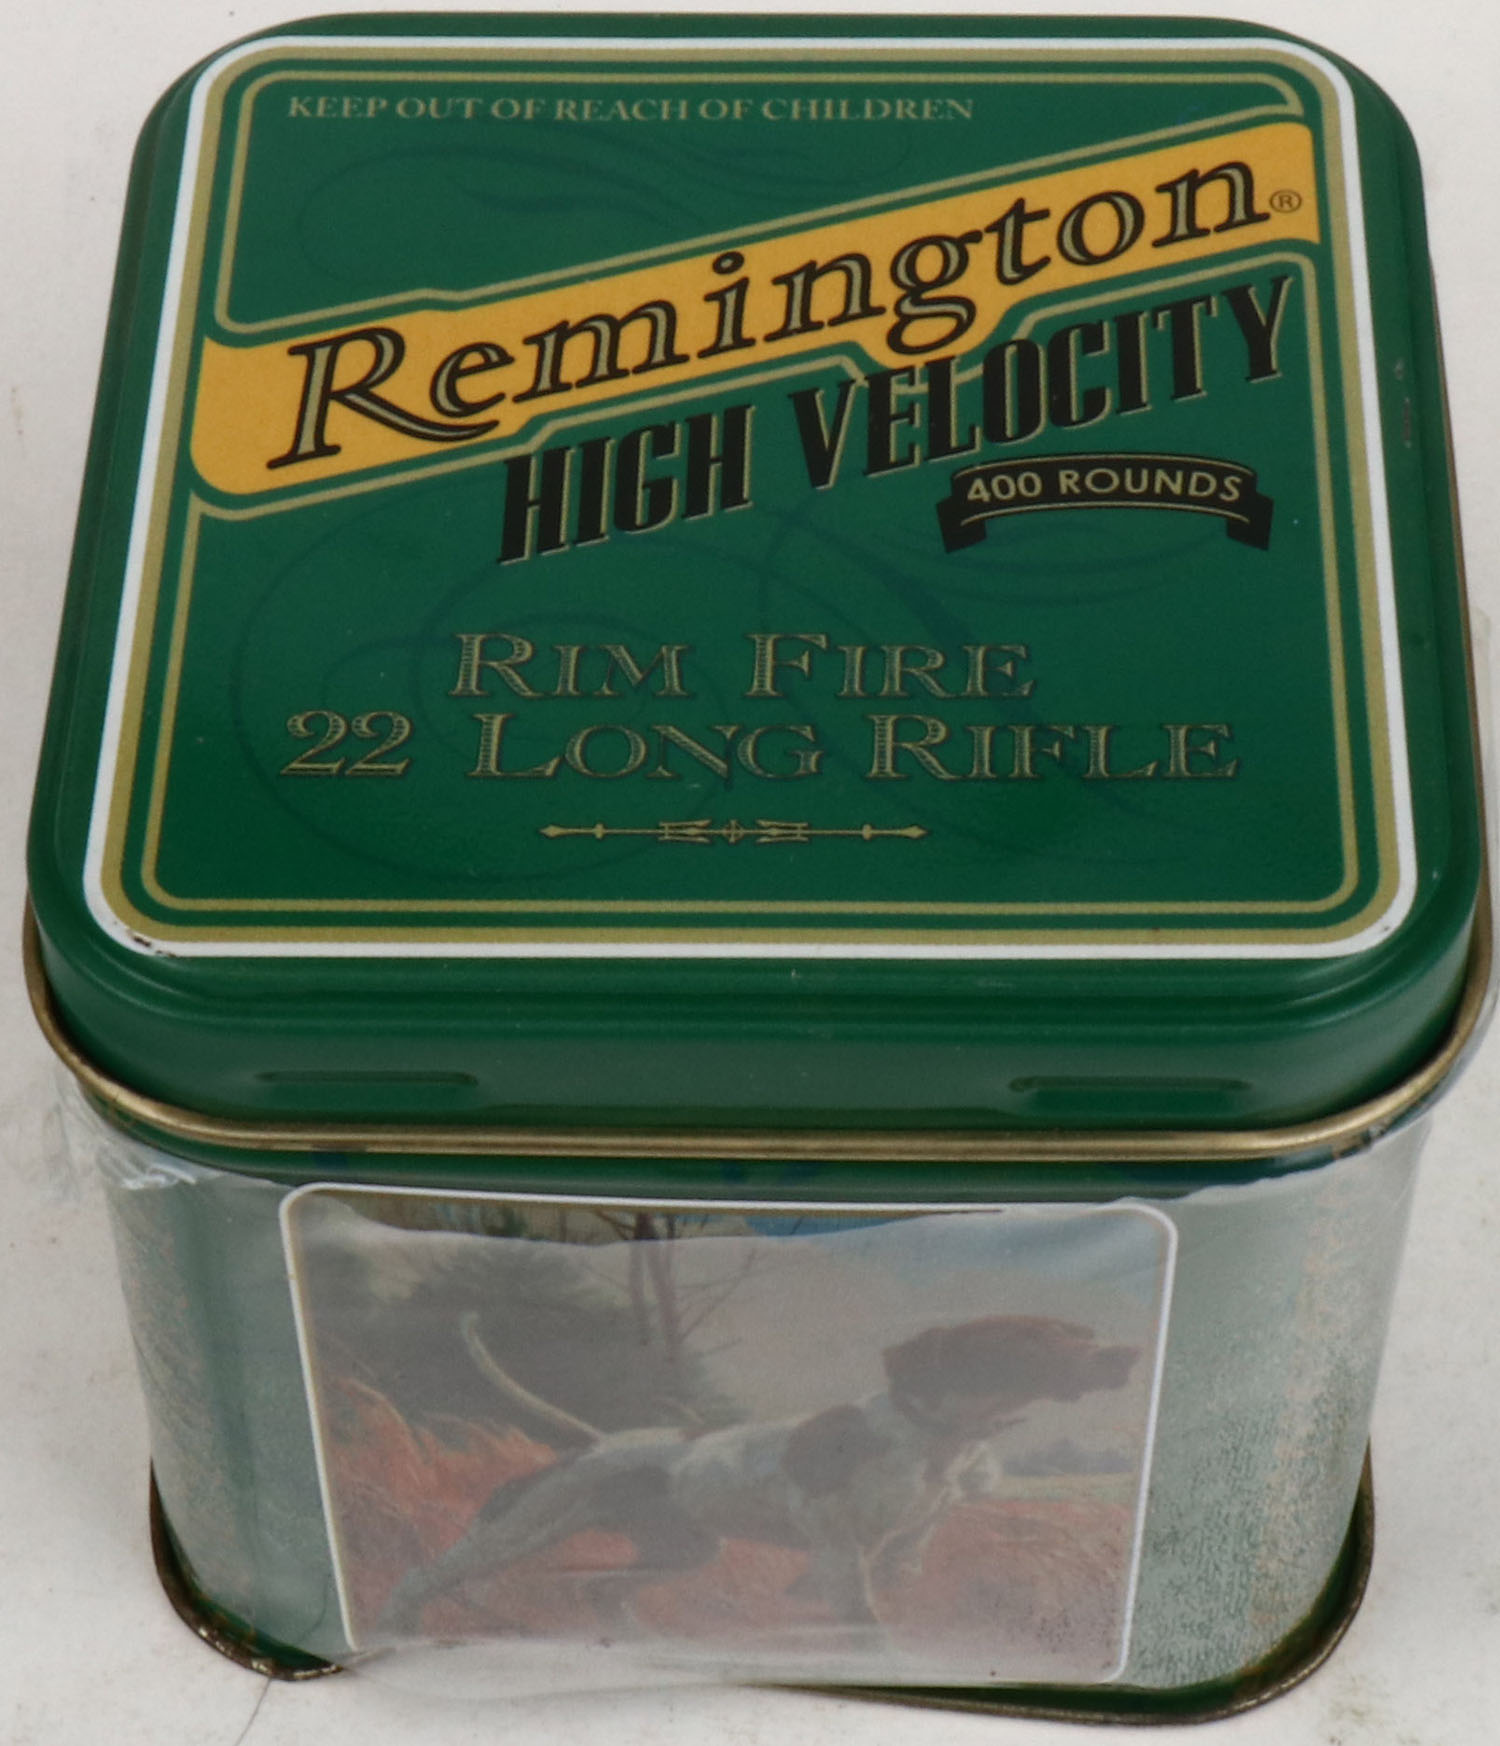 KEEP OUT OF REACH OF CHILDREN
Remington®
HIGH VELOCITY
400 ROUNDS
RIM FIRE
22 LONG RIFLE